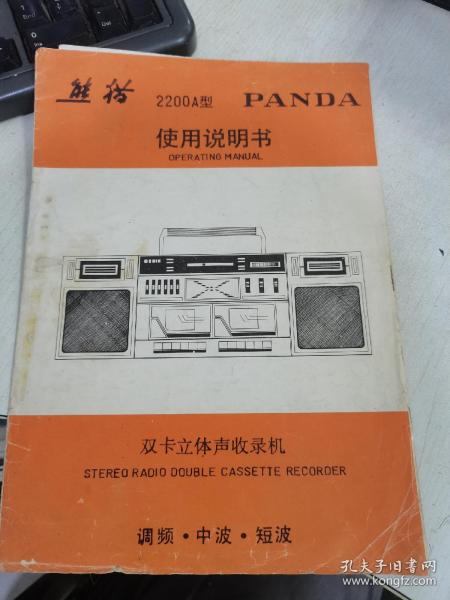 熊猫 2200A型 PANDA
使用说明书
OPERATING MANUAL
双卡立体声收录机
STEREO RADIO DOUBLE CASSETTE RECORDER
调频·中波·短波
孔夫子旧书网
www.kongfz.com